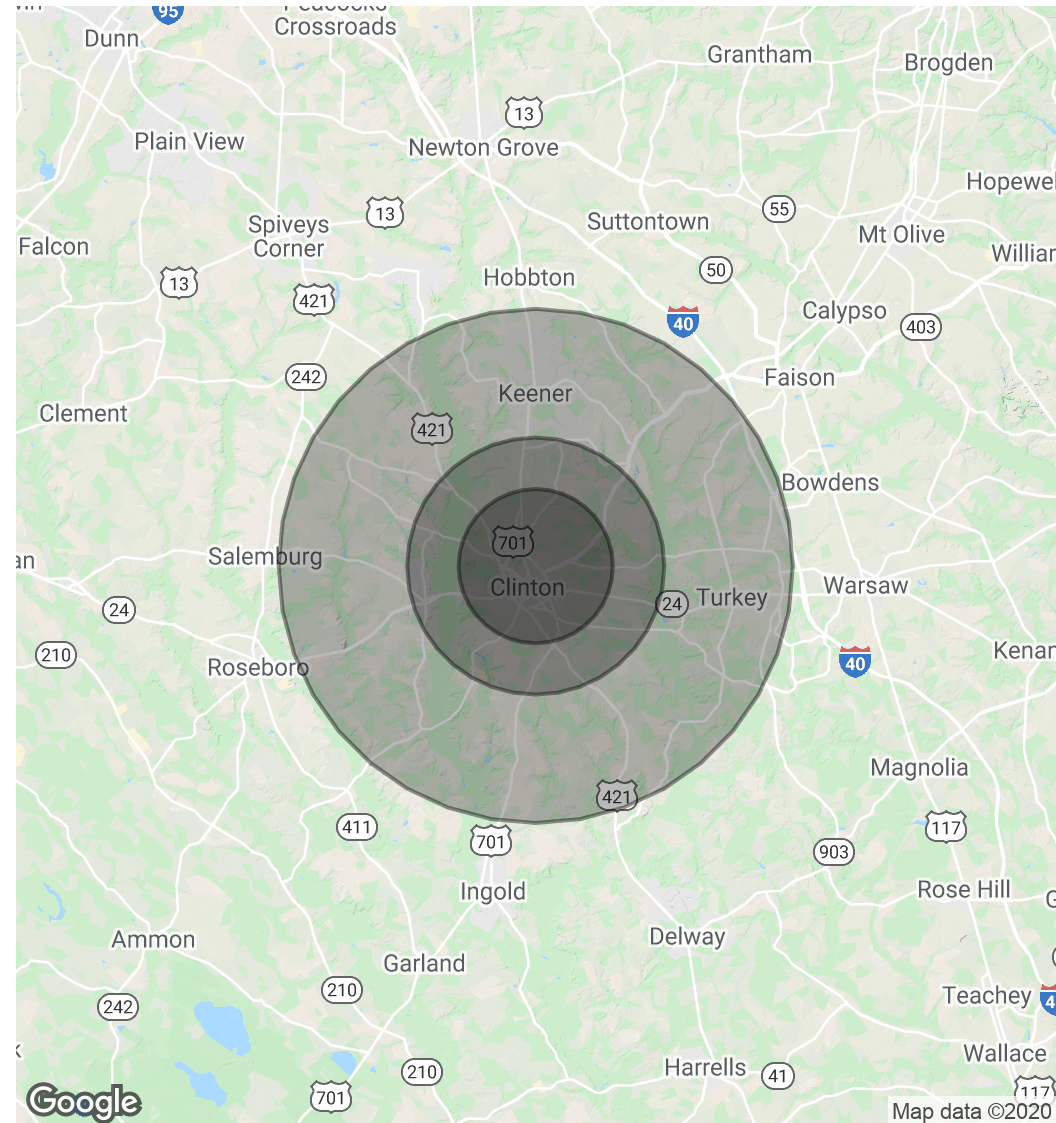 95
Dunn
Crossroads
Grantham
Brogden
13
Plain View
Newton Grove
Hopewel
13
55
Spiveys
Corner
Suttontown
Mt Olive
Falcon
Willian
50
13
Hobbton
421
Calypso
40
403
242
Faison
Keener
Clement
421
Bowdens
701
Salemburg
an
Clinton
Warsaw
Turkey
24
24
210
Kenan
40
Roseboro
Magnolia
421
411
117
701
903
Ingold
Rose Hill
Delway
Ammon
Garland
210
Teachey
242
Wallace
Harrells
210
41
701
117
Google
Map data ©2020